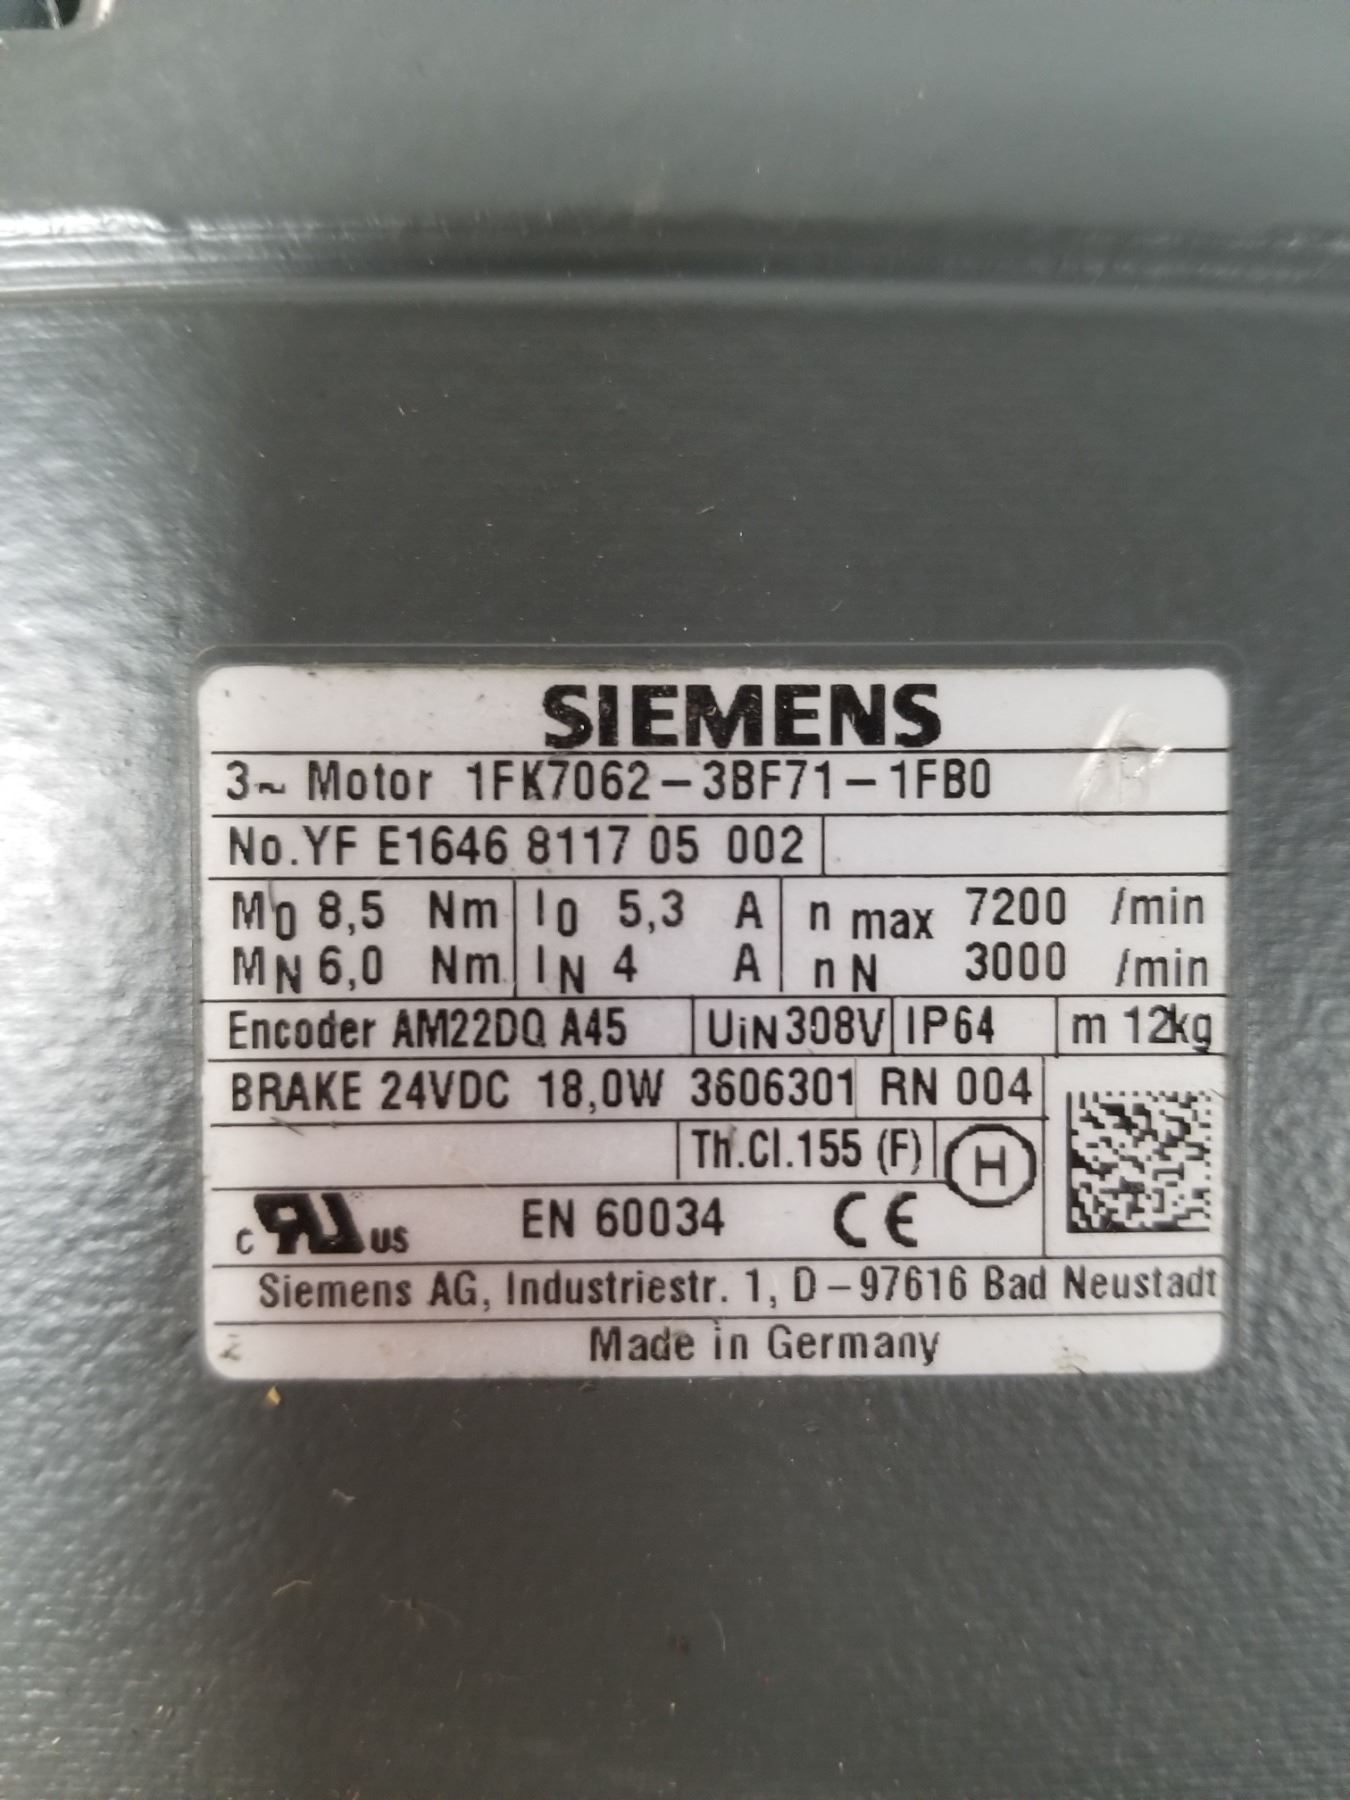 SIEMENS
3~ Motor 1FK7062-3BF71-1FB0
No.YF E1646 8117 05 002
M0 8,5 Nm I0 5,3 A n max 7200 /min
MN 6,0 Nm IN 4 A n N 3000 /min
Encoder AM22DQ A45 UiN 308V IP64 m 12kg
BRAKE 24VDC 18,0W 3606301 RN 004
Th.Cl.155 (F) H
c RU us EN 60034 CE
Siemens AG, Industriestr. 1, D-97616 Bad Neustadt
Made in Germany